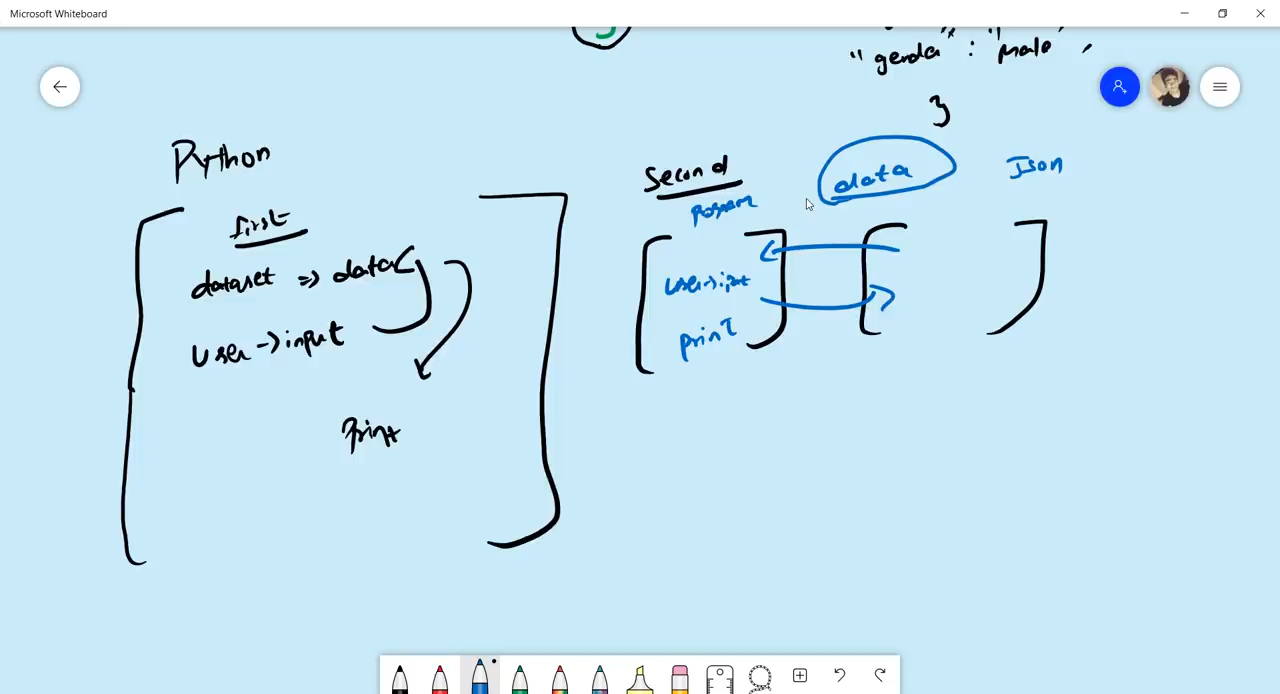 Microsoft Whiteboard
"gender" : "male",
}
Python
first
dataset => data
user -> input
print
Second
program
user -> input
print
data
Json